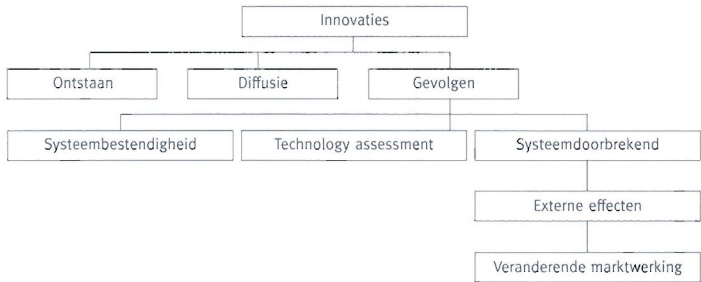 Innovaties
Ontstaan
Diffusie
Gevolgen
Systeembestendigheid
Technology assessment
Systeemdoorbrekend
Externe effecten
Veranderende marktwerking